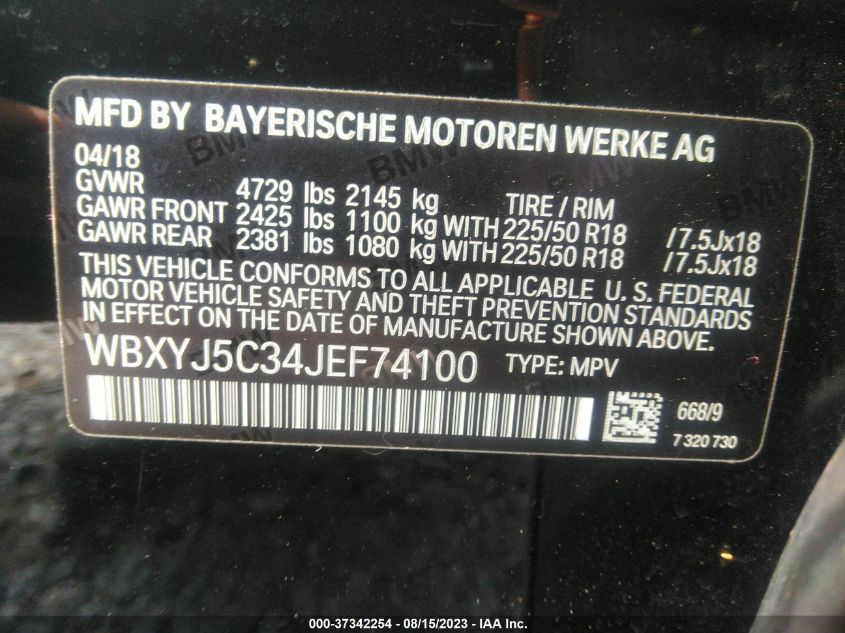 MFD BY BAYERISCHE MOTOREN WERKE AG
04/18
GVWR 4729 lbs 2145 kg TIRE / RIM
GAWR FRONT 2425 lbs 1100 kg WITH 225/50 R18 /7.5Jx18
GAWR REAR 2381 lbs 1080 kg WITH 225/50 R18 /7.5Jx18
THIS VEHICLE CONFORMS TO ALL APPLICABLE U. S. FEDERAL
MOTOR VEHICLE SAFETY AND THEFT PREVENTION STANDARDS
IN EFFECT ON THE DATE OF MANUFACTURE SHOWN ABOVE.
WBXYJ5C34JEF74100 TYPE: MPV
668/9
7 320 730
000-37342254 - 08/15/2023 - IAA Inc.